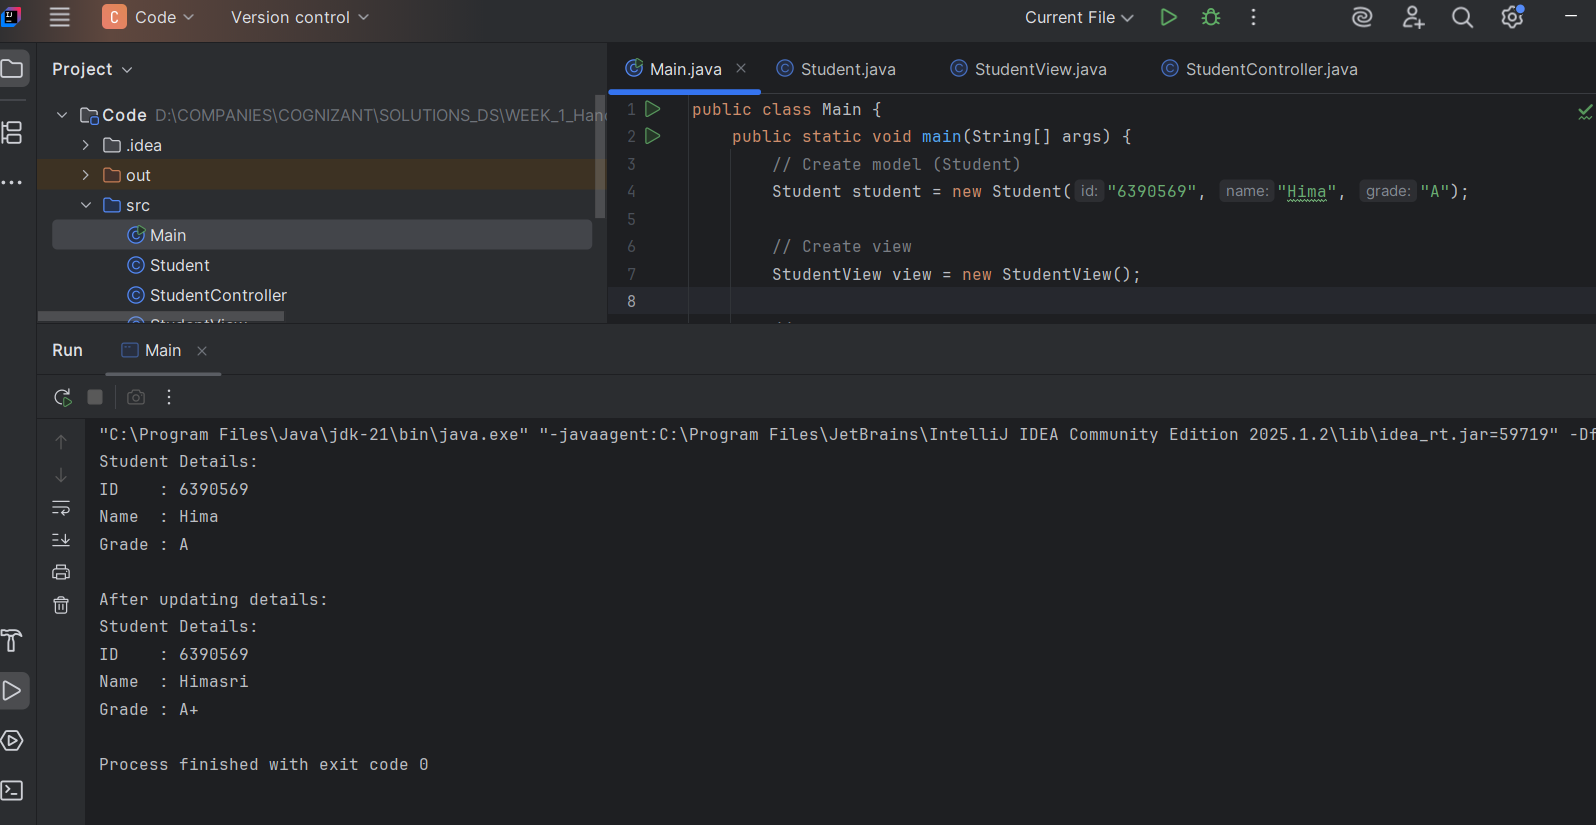 C Code Version control Current File
Project
Main.java Student.java StudentView.java StudentController.java
Code D:\COMPANIES\COGNIZANT\SOLUTIONS_DS\WEEK_1_Han
.idea
out
src
Main
Student
StudentController
StudentView
1 public class Main {
2 public static void main(String[] args) {
3 // Create model (Student)
4 Student student = new Student( id: "6390569", name: "Hima", grade: "A");
5
6 // Create view
7 StudentView view = new StudentView();
8
Run Main
"C:\Program Files\Java\jdk-21\bin\java.exe" "-javaagent:C:\Program Files\JetBrains\IntelliJ IDEA Community Edition 2025.1.2\lib\idea_rt.jar=59719" -Df
Student Details:
ID    : 6390569
Name  : Hima
Grade : A
After updating details:
Student Details:
ID    : 6390569
Name  : Himasri
Grade : A+
Process finished with exit code 0